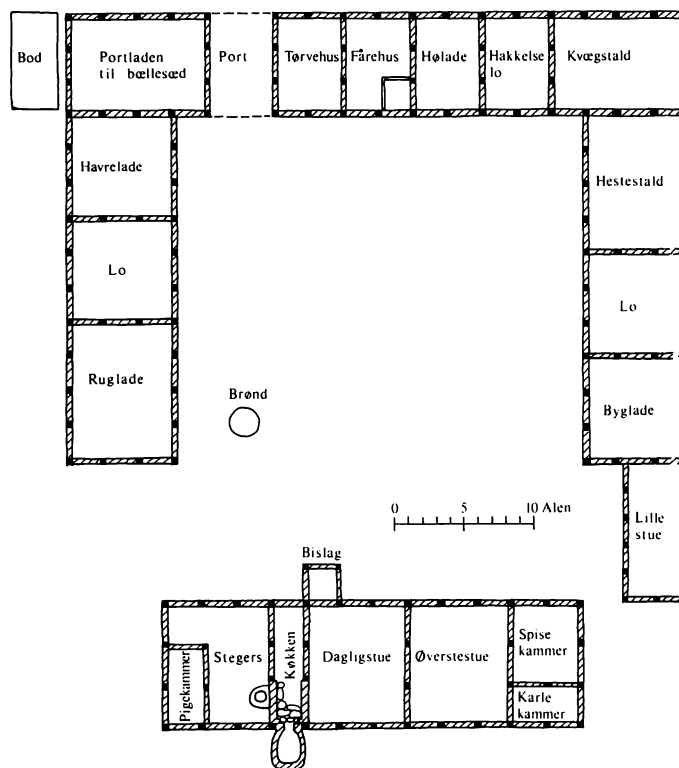 Bod
Portladen
til bællesæd
Port
Tørvehus
Fårehus
Hølade
Hakkelse
lo
Kvægstald
Havrelade
Hestestald
Lo
Lo
Ruglade
Brønd
Byglade
0 5 10 Alen
Lille
stue
Bislag
Pigekammer
Stegers
Køkken
Dagligstue
Øverstestue
Spise
kammer
Karle
kammer